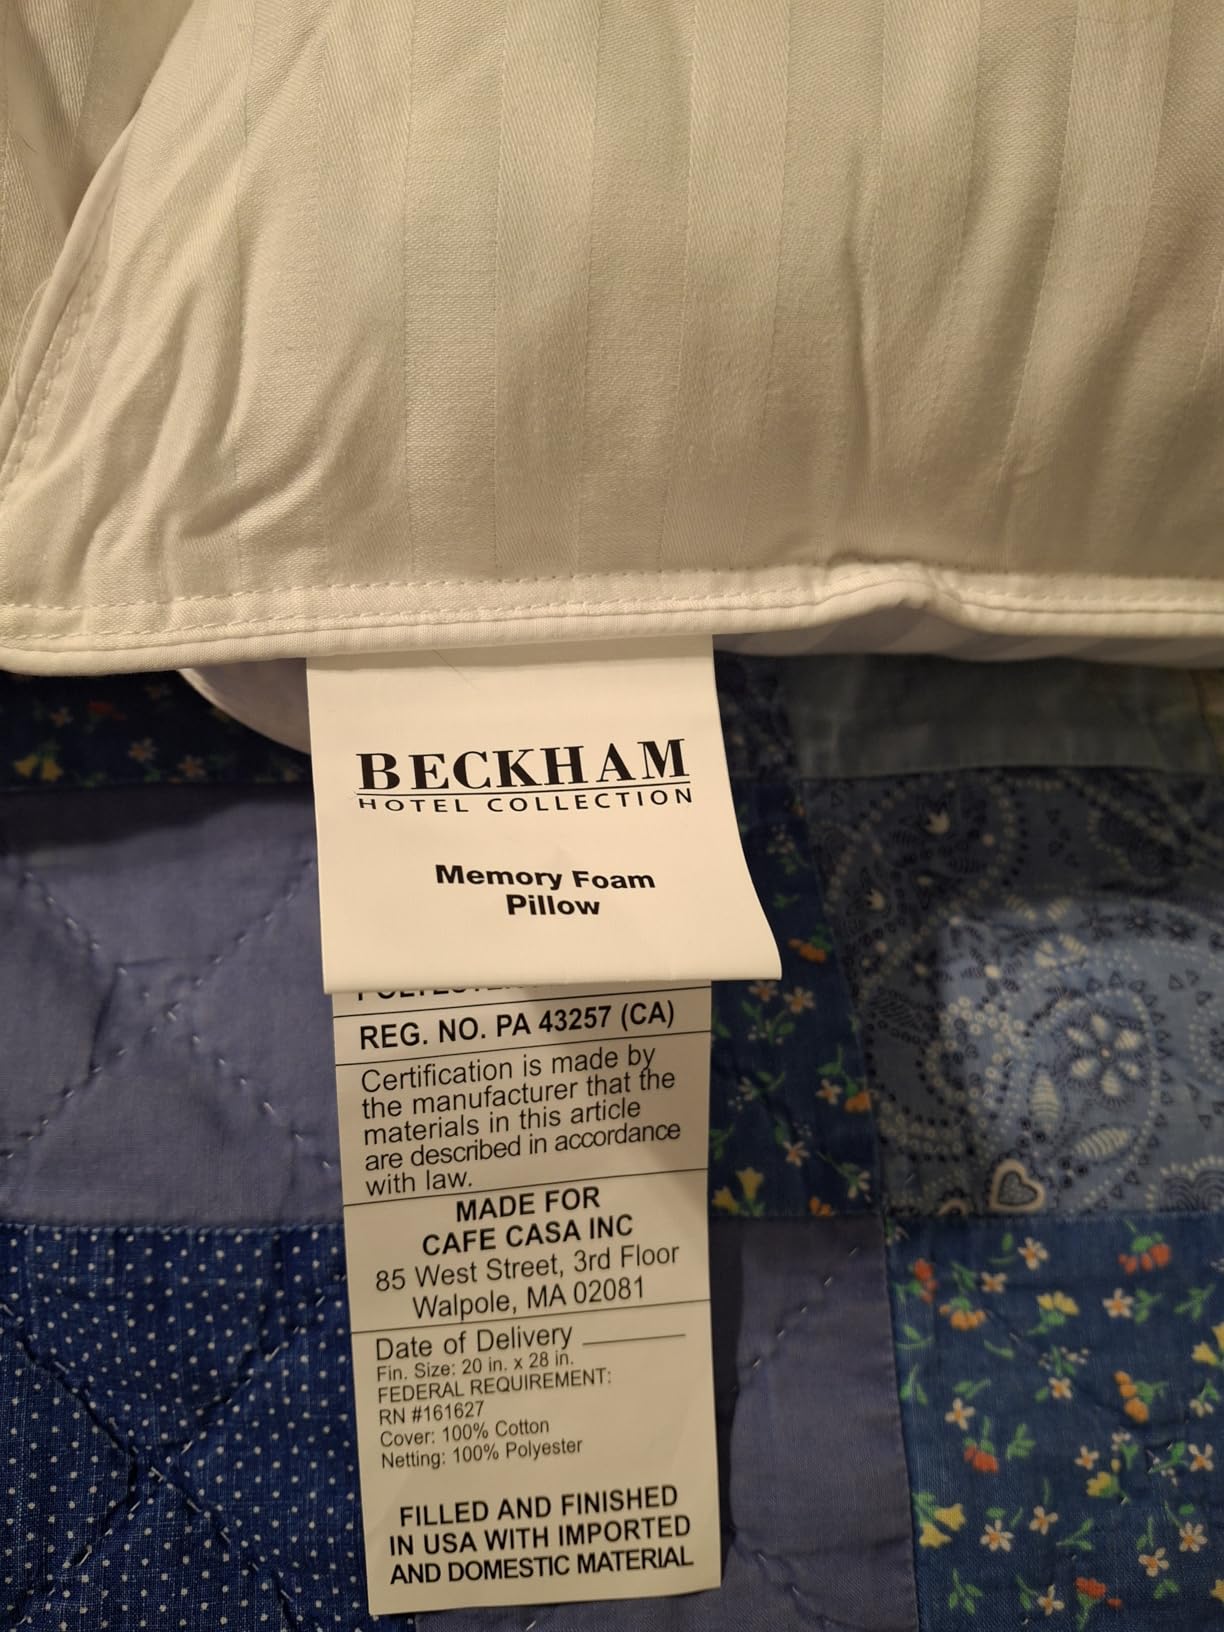 BECKHAM
HOTEL COLLECTION
Memory Foam
Pillow
REG. NO. PA 43257 (CA)
Certification is made by
the manufacturer that the
materials in this article
are described in accordance
with law.
MADE FOR
CAFE CASA INC
85 West Street, 3rd Floor
Walpole, MA 02081
Date of Delivery
Fin. Size: 20 in. x 28 in.
FEDERAL REQUIREMENT:
RN #161627
Cover: 100% Cotton
Netting: 100% Polyester
FILLED AND FINISHED
IN USA WITH IMPORTED
AND DOMESTIC MATERIAL